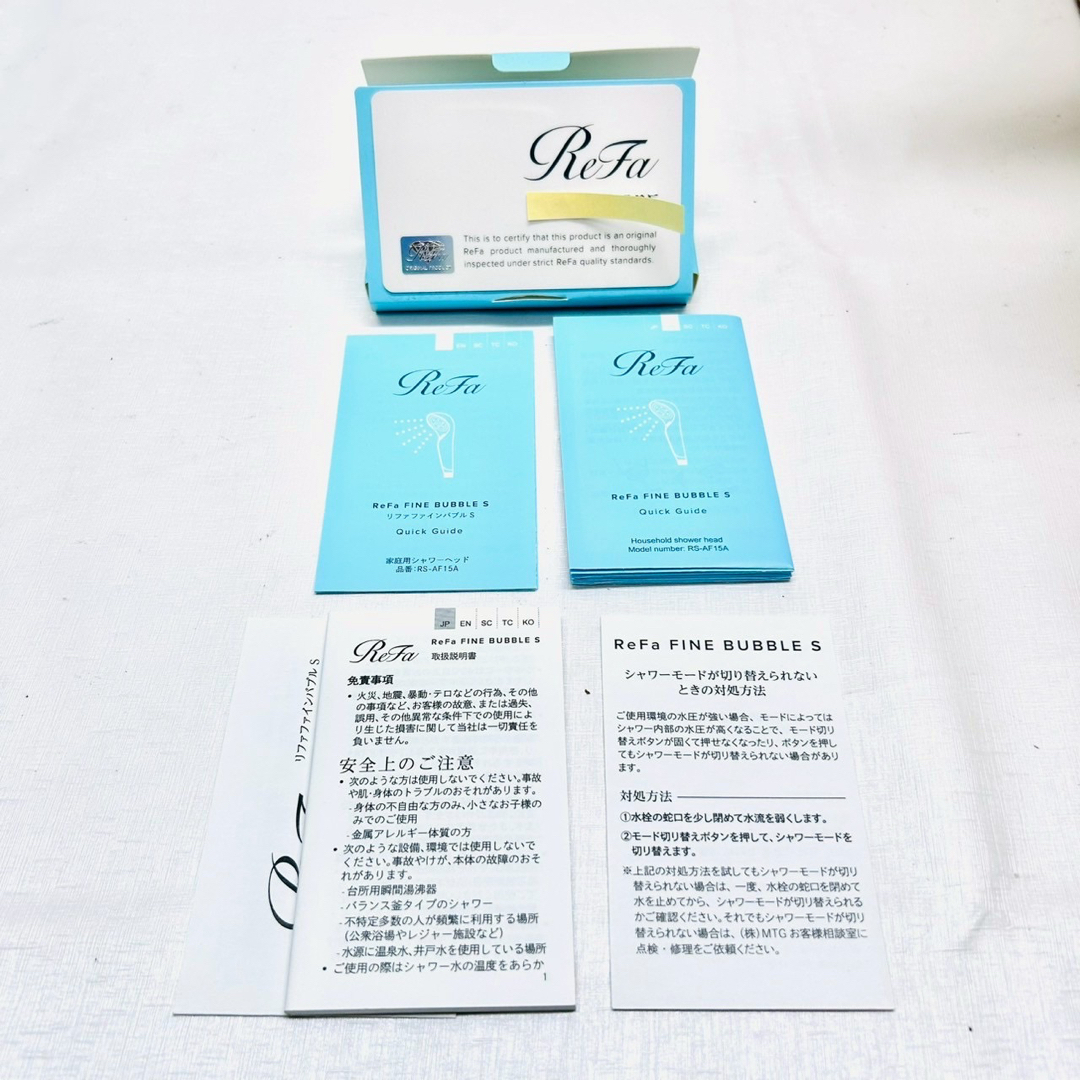 ReFa
This is to certify that this product is an original
ReFa product manufactured and thoroughly
inspected under strict ReFa quality standards.
ORIGINAL PRODUCT
EN SC TC KO
ReFa
ReFa FINE BUBBLE S
リファファインバブル S
Quick Guide
家庭用シャワーヘッド
品番:RS-AF15A
JP SC TC KO
ReFa
ReFa FINE BUBBLE S
Quick Guide
Household shower head
Model number: RS-AF15A
リファファインバブル S
JP EN SC TC KO
ReFa
ReFa FINE BUBBLE S
取扱説明書
免責事項
• 火災、地震、暴動・テロなどの行為、その他
の事項など、お客様の故意、または過失、
誤用、その他異常な条件下での使用によ
り生じた損害に関して当社は一切責任を
負いません。
安全上のご注意
• 次のような方は使用しないでください。事故
や肌・身体のトラブルのおそれがあります。
- 身体の不自由な方のみ、小さなお子様の
みでのご使用
- 金属アレルギー体質の方
• 次のような設備、環境では使用しないで
ください。事故やけが、本体の故障のおそ
れがあります。
- 台所用瞬間湯沸器
- バランス釜タイプのシャワー
- 不特定多数の人が頻繁に利用する場所
(公衆浴場やレジャー施設など)
- 水源に温泉水、井戸水を使用している場所
• ご使用の際はシャワー水の温度をあらか
1
ReFa FINE BUBBLE S
シャワーモードが切り替えられない
ときの対処方法
ご使用環境の水圧が強い場合、モードによっては
シャワー内部の水圧が高くなることで、モード切り
替えボタンが固くて押せなくなったり、ボタンを押し
てもシャワーモードが切り替えられない場合があり
ます。
対処方法
①水栓の蛇口を少し閉めて水流を弱くします。
②モード切り替えボタンを押して、シャワーモードを
切り替えます。
※上記の対処方法を試してもシャワーモードが切り
替えられない場合は、一度、水栓の蛇口を閉めて
水を止めてから、シャワーモードが切り替えられる
かご確認ください。それでもシャワーモードが切り
替えられない場合は、(株)MTGお客様相談室に
点検・修理をご依頼ください。